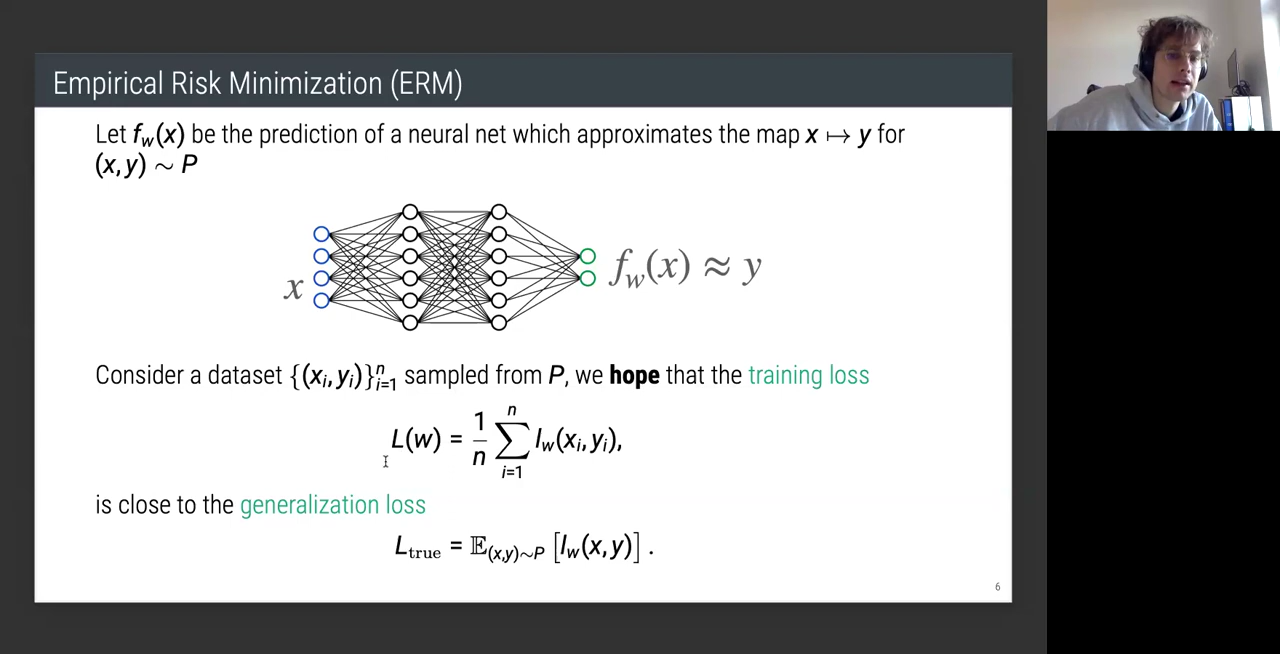 Empirical Risk Minimization (ERM)
Let f_w(x) be the prediction of a neural net which approximates the map x ↦ y for
(x, y) ∼ P
x
f_w(x) ≈ y
Consider a dataset {(x_i, y_i)}_{i=1}^n sampled from P, we hope that the training loss
L(w) = \frac{1}{n} \sum_{i=1}^{n} l_w(x_i, y_i),
is close to the generalization loss
L_true = 𝔼_{(x,y)∼P} [l_w(x, y)] .
6